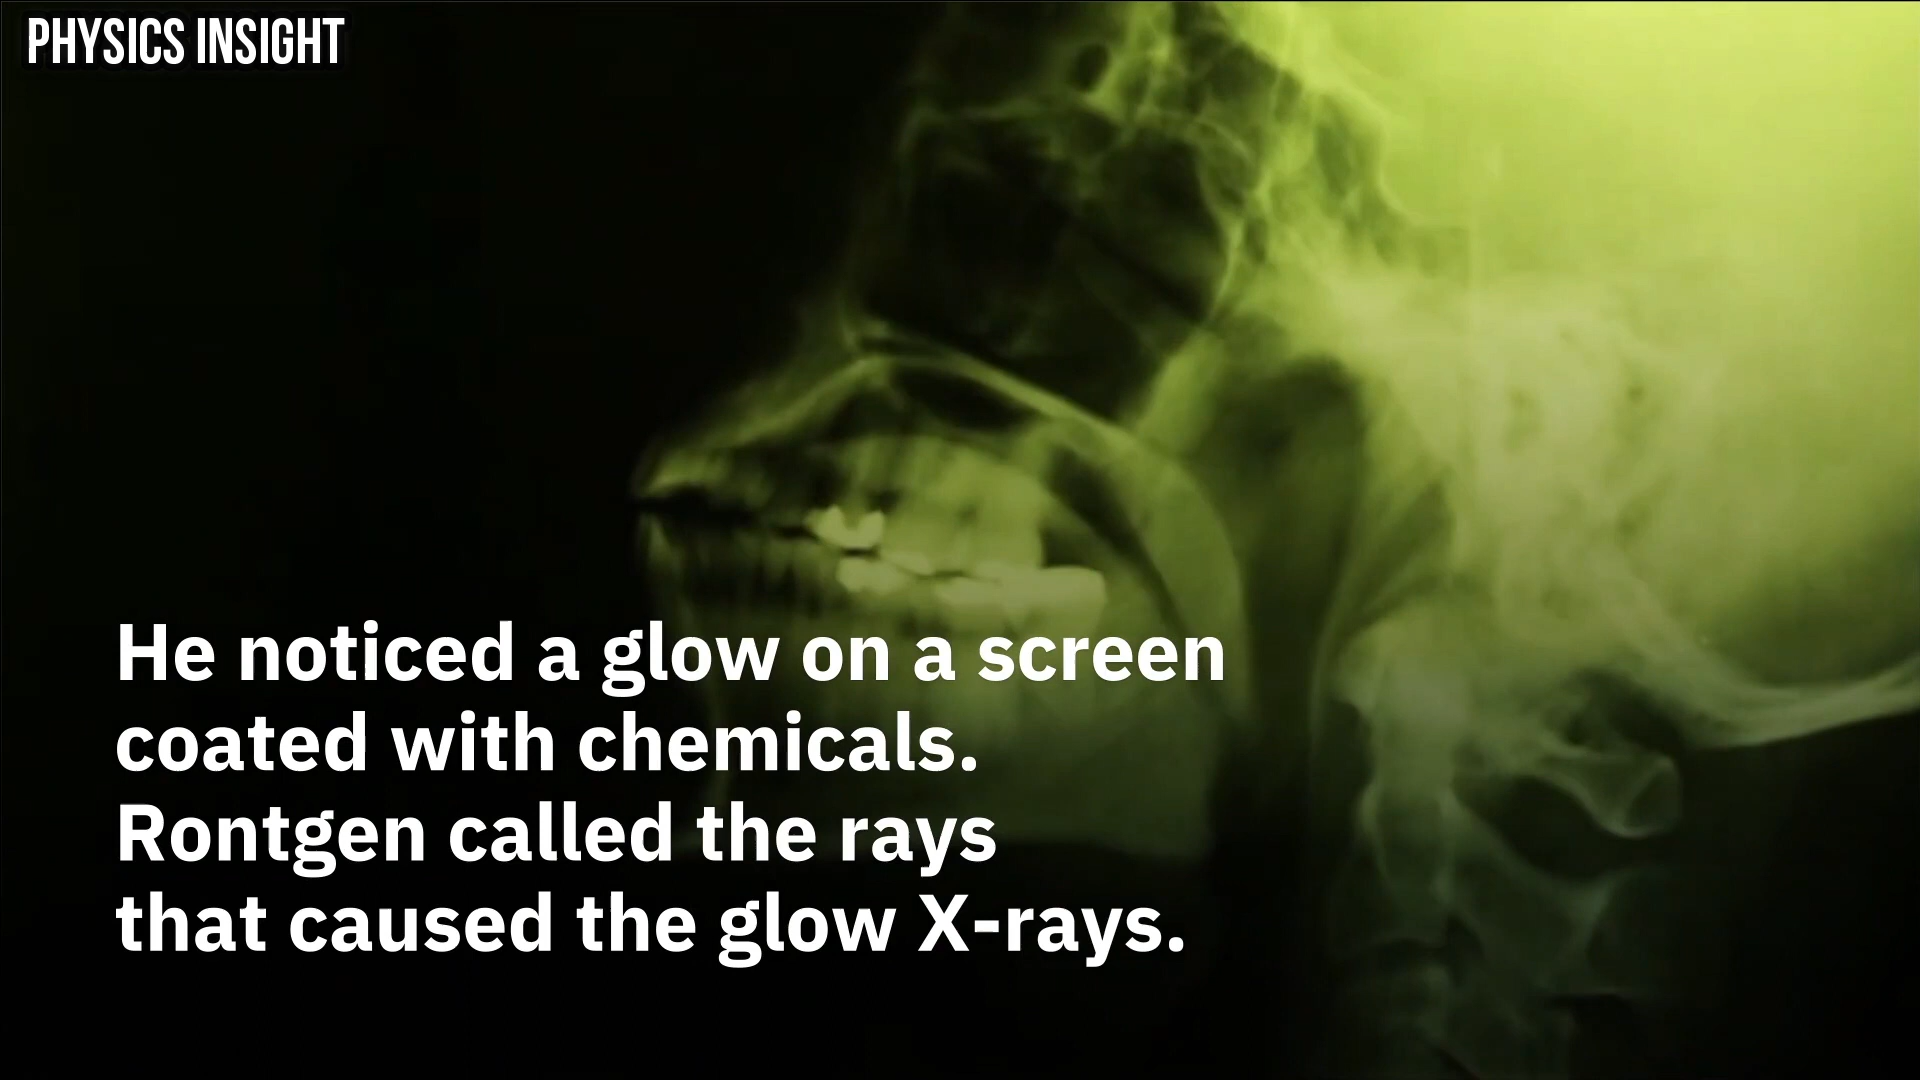 PHYSICS INSIGHT
He noticed a glow on a screen
coated with chemicals.
Rontgen called the rays
that caused the glow X-rays.